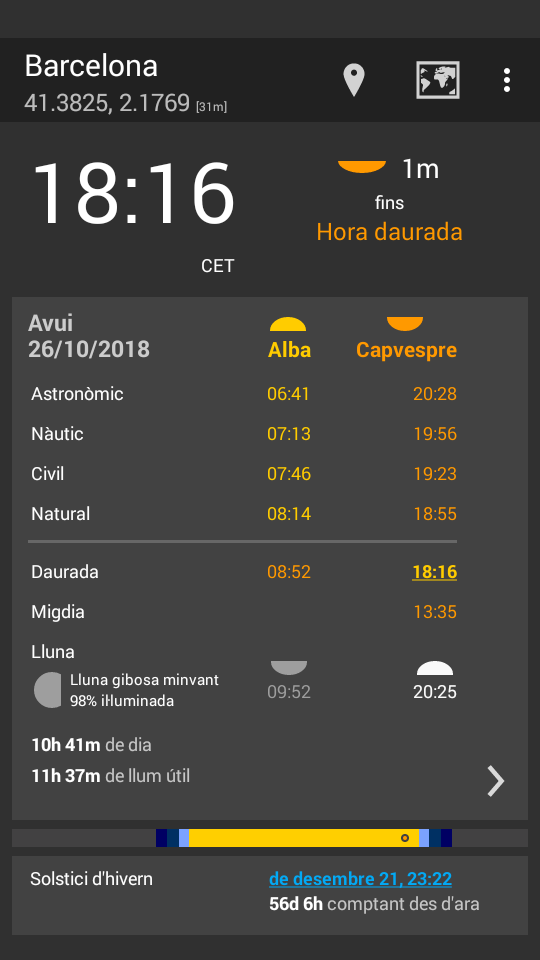 Barcelona
41.3825, 2.1769 [31m]
18:16
CET
1m
fins
Hora daurada
Avui
26/10/2018
Alba Capvespre
Astronòmic 06:41 20:28
Nàutic 07:13 19:56
Civil 07:46 19:23
Natural 08:14 18:55
Daurada 08:52 18:16
Migdia 13:35
Lluna
Lluna gibosa minvant
98% il·luminada
09:52 20:25
10h 41m de dia
11h 37m de llum útil
Solstici d'hivern de desembre 21, 23:22
56d 6h comptant des d'ara